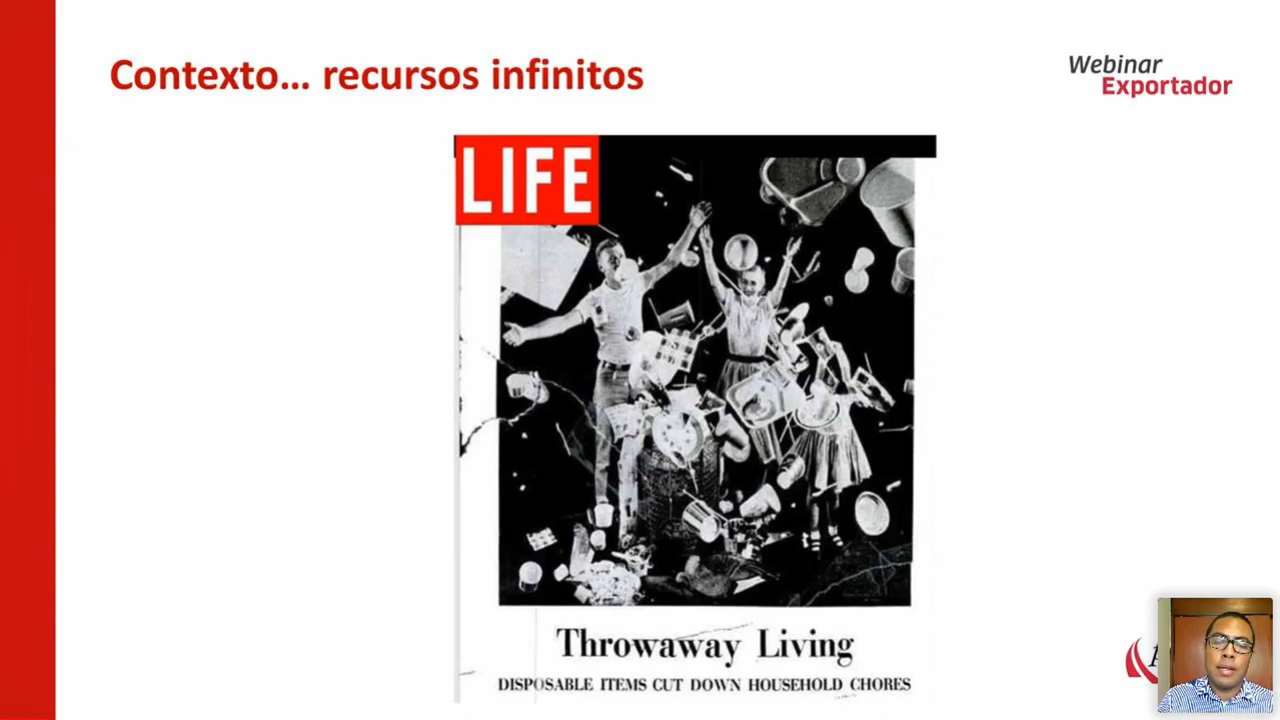 Contexto... recursos infinitos
Webinar
Exportador
LIFE
Throwaway Living
DISPOSABLE ITEMS CUT DOWN HOUSEHOLD CHORES